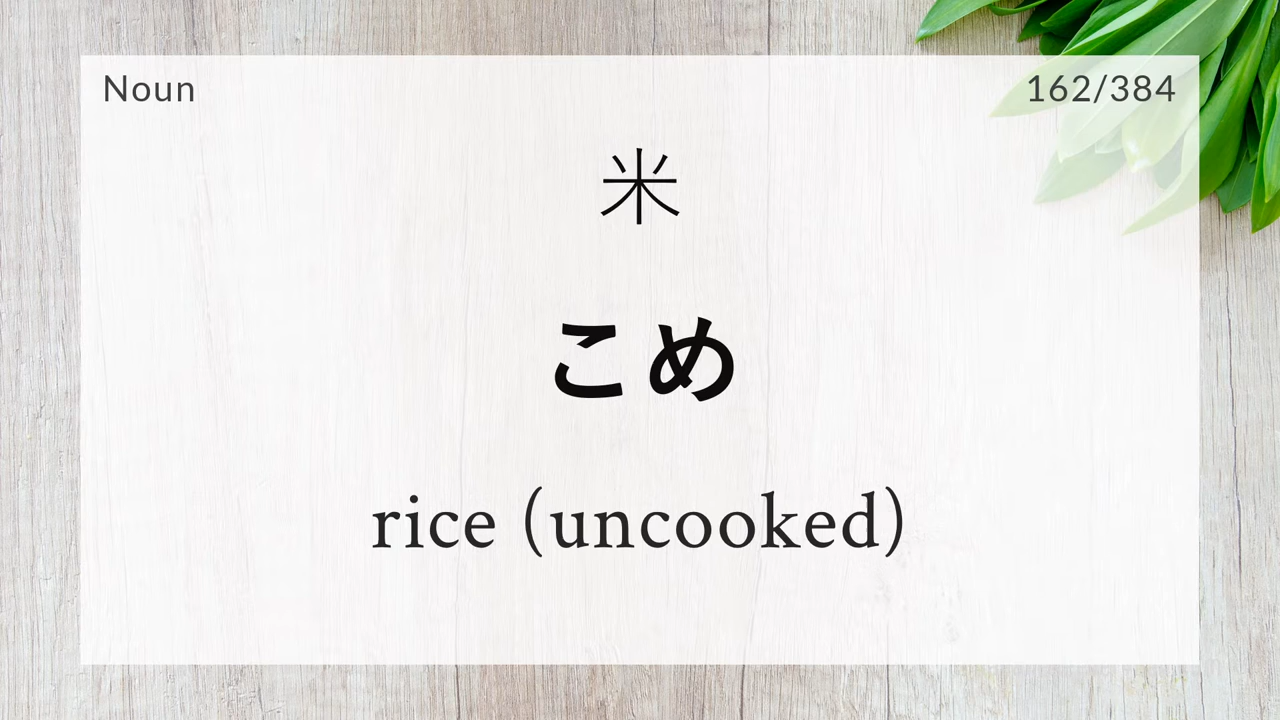 Noun
162/384
米
こめ
rice (uncooked)